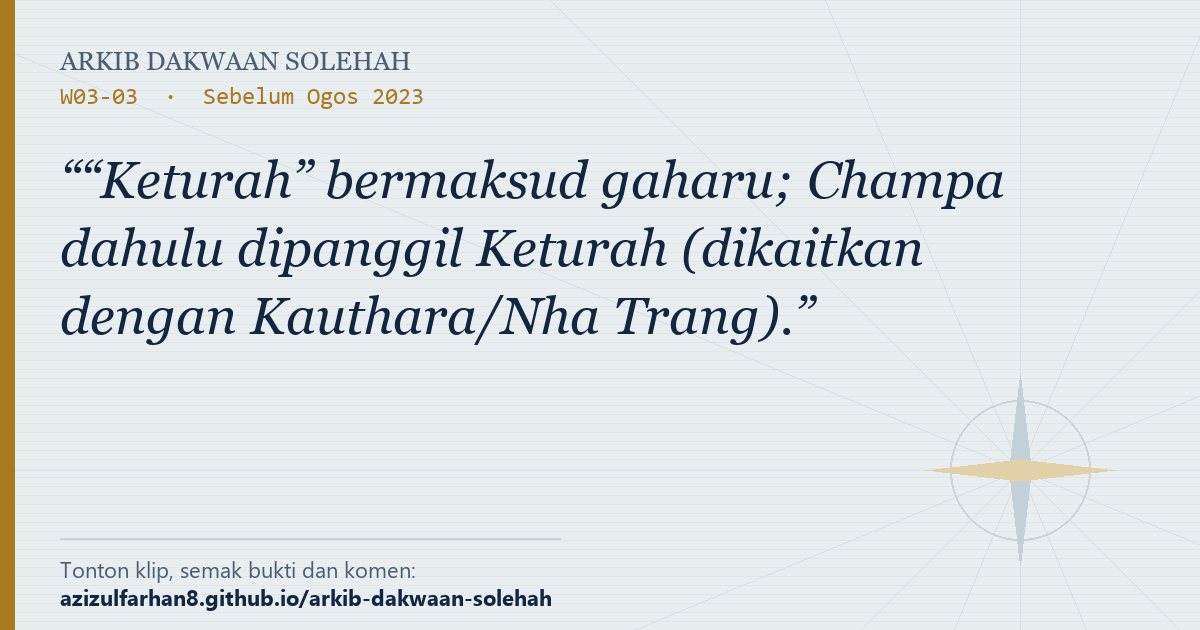 ARKIB DAKWAAN SOLEHAH
W03-03 · Sebelum Ogos 2023
““Keturah” bermaksud gaharu; Champa
dahulu dipanggil Keturah (dikaitkan
dengan Kauthara/Nha Trang).”
Tonton klip, semak bukti dan komen:
azizulfarhan8.github.io/arkib-dakwaan-solehah